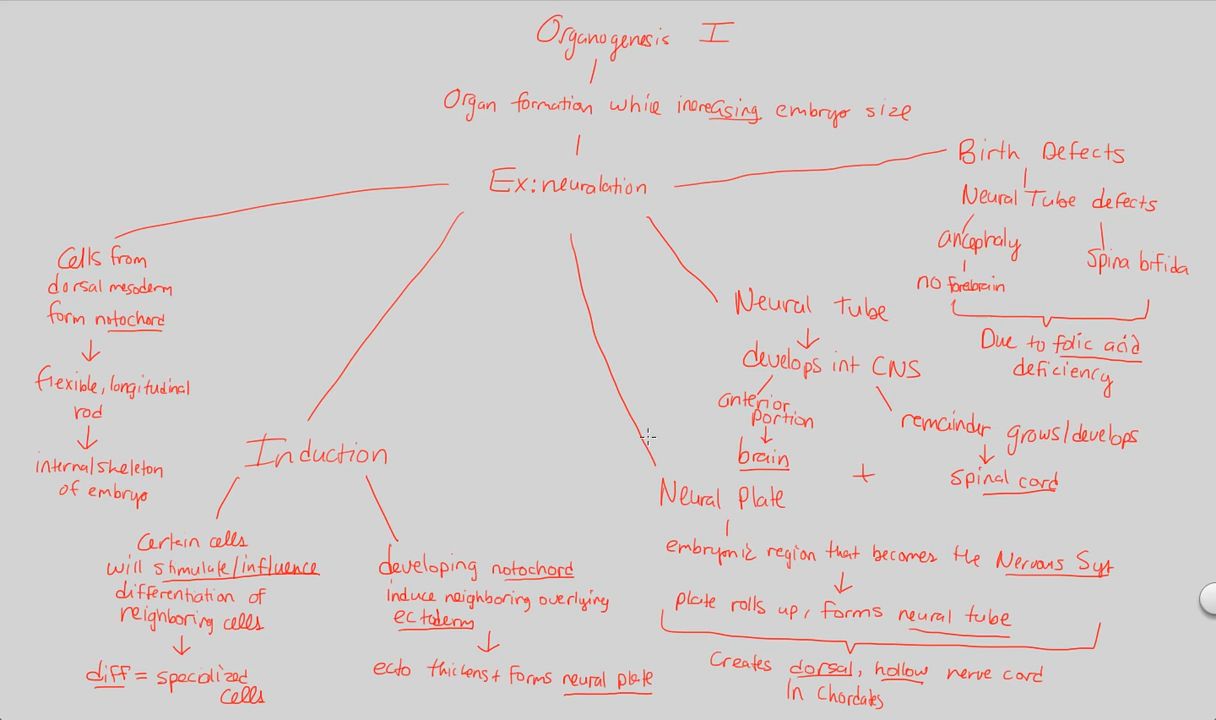 Organogenesis I
Organ formation while increasing embryo size
Ex: neuralation
Cells from
dorsal mesoderm
form notochord
flexible, longitudinal
rod
internal skeleton
of embryo
Induction
Certain cells
will stimulate/influence
differentiation of
neighboring cells
diff = specialized
cells
developing notochord
induce neighboring overlying
ectoderm
ecto thickens + forms neural plate
Neural Plate
embryonic region that becomes the Nervous Syst
plate rolls up, forms neural tube
Creates dorsal, hollow nerve cord
In chordates
Neural Tube
develops int CNS
anterior
portion
brain
+
remainder grows/develops
spinal cord
Birth Defects
Neural Tube defects
ancephaly
no forebrain
Spina bifida
Due to folic acid
deficiency